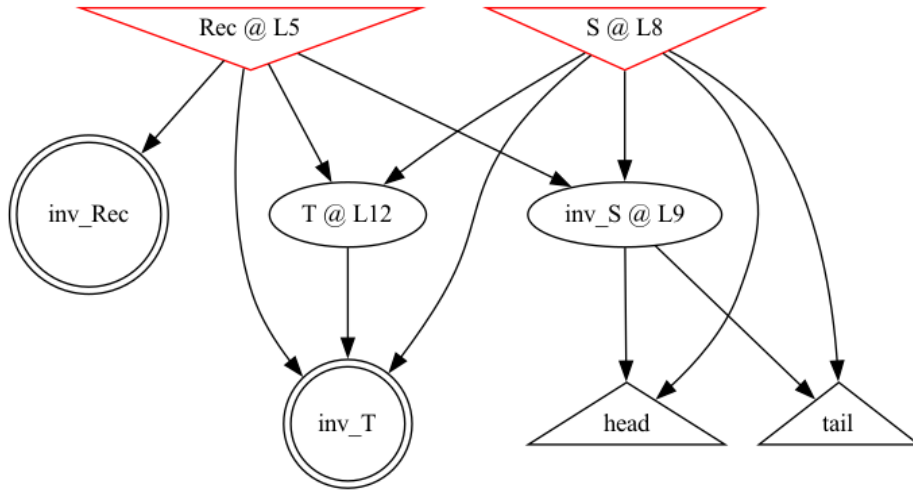 Rec @ L5
S @ L8
inv_Rec
T @ L12
inv_S @ L9
inv_T
head
tail